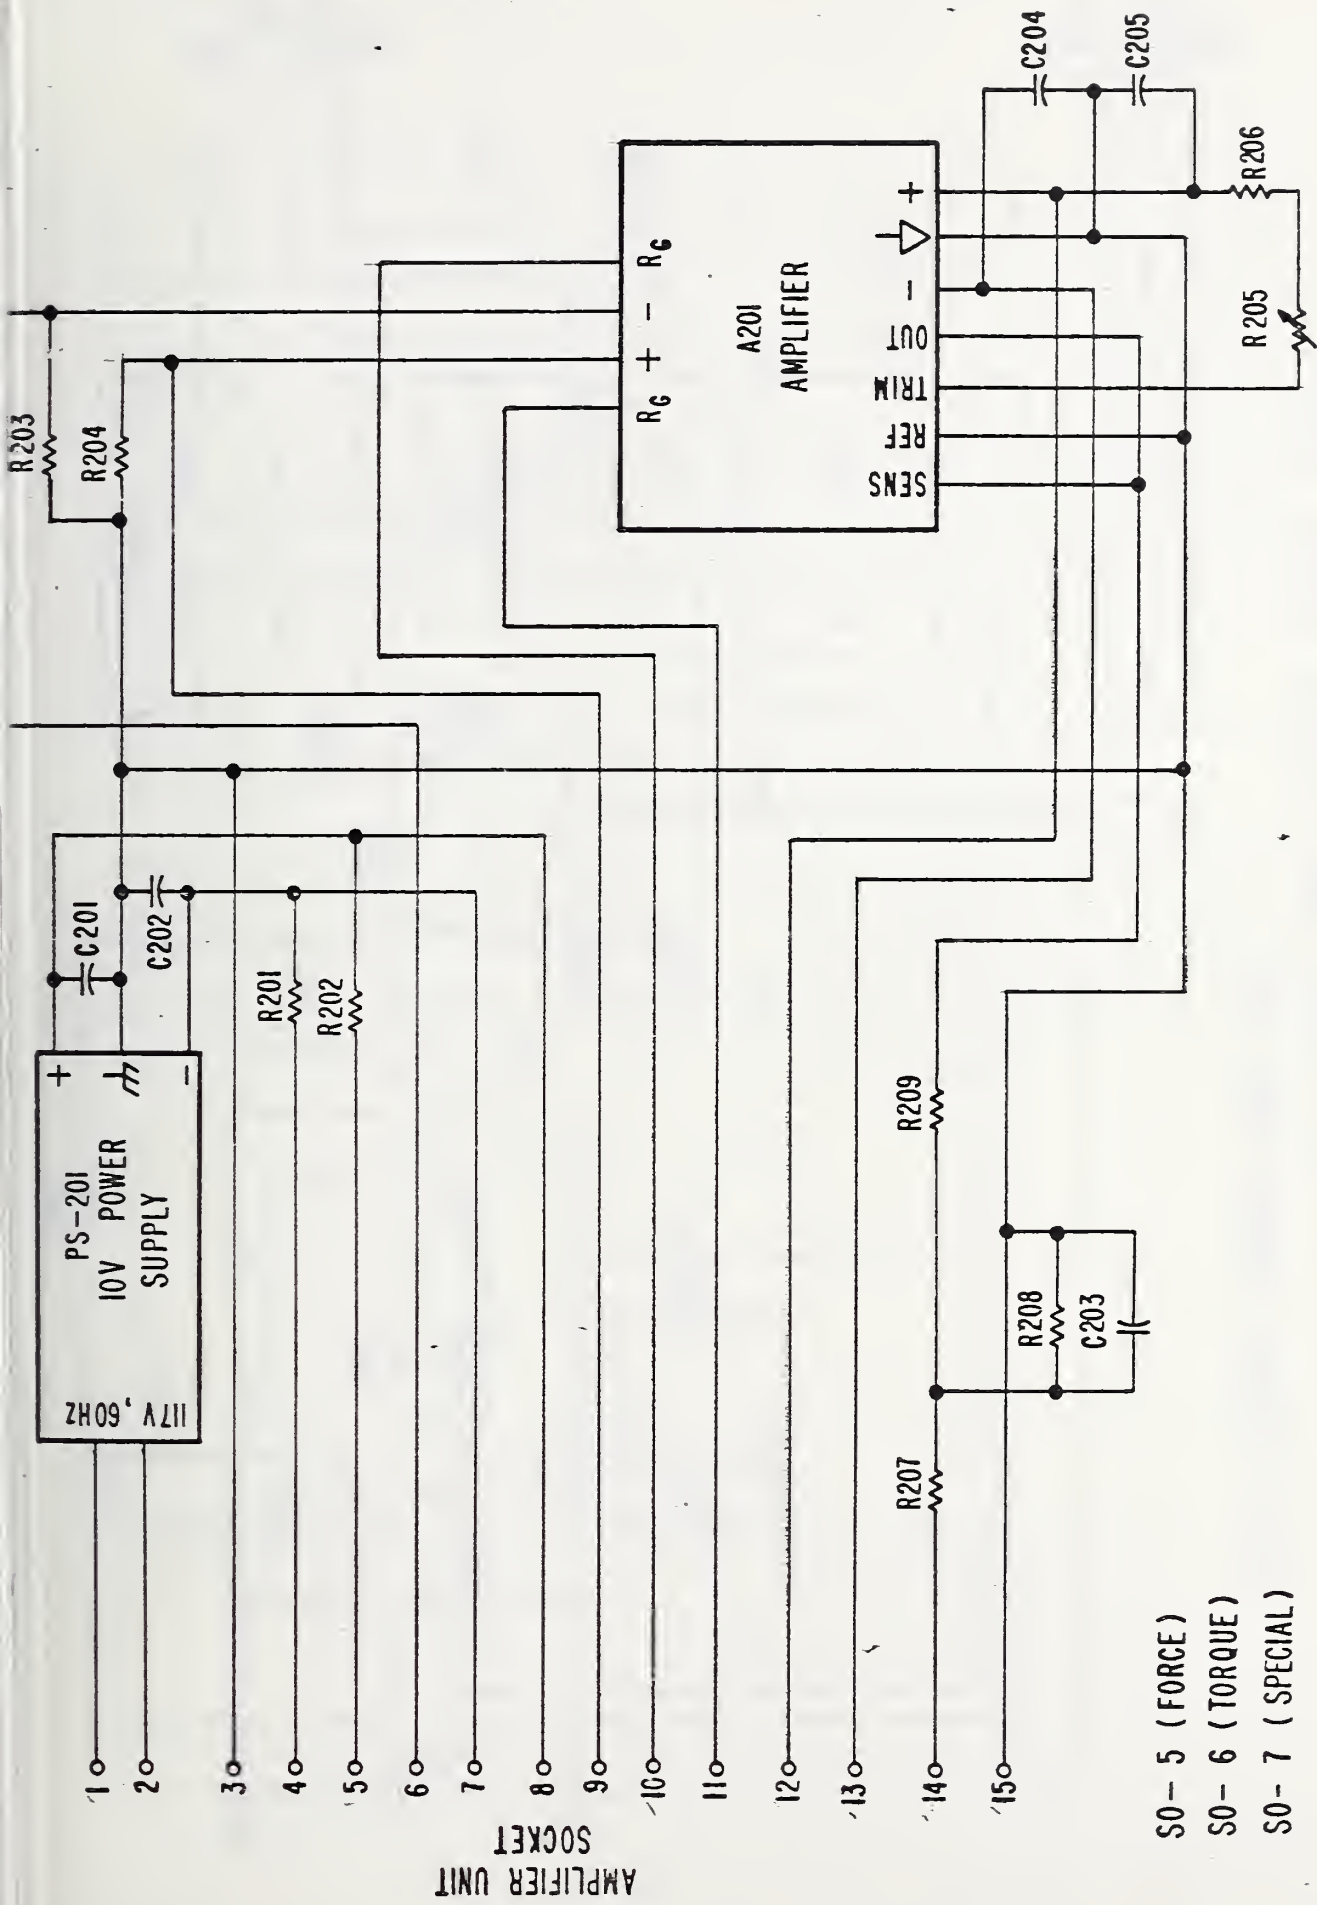 C204
C205
R206
R205
R203
R204
RG
-
+
RG
A201
AMPLIFIER
+
-
OUT
TRIM
REF
SENS
C201
C202
R201
R202
+
-
PS-201
10V POWER
SUPPLY
117V, 60HZ
R209
R208
C203
R207
1
2
3
4
5
6
7
8
9
10
11
12
13
14
15
AMPLIFIER UNIT
SOCKET
SO-5 (FORCE)
SO-6 (TORQUE)
SO-7 (SPECIAL)